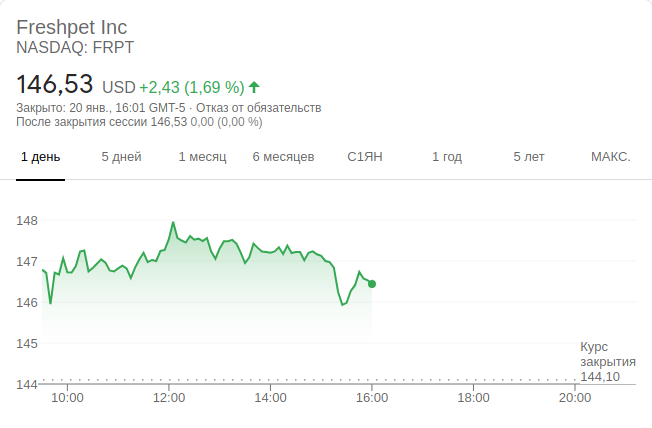 Freshpet Inc
NASDAQ: FRPT
146,53 USD +2,43 (1,69 %)
Закрыто: 20 янв., 16:01 GMT-5 · Отказ от обязательств
После закрытия сессии 146,53 0,00 (0,00 %)
1 день 5 дней 1 месяц 6 месяцев С1ЯН 1 год 5 лет МАКС.
148
147
146
145
144
Курс
закрытия
144,10
10:00 12:00 14:00 16:00 18:00 20:00